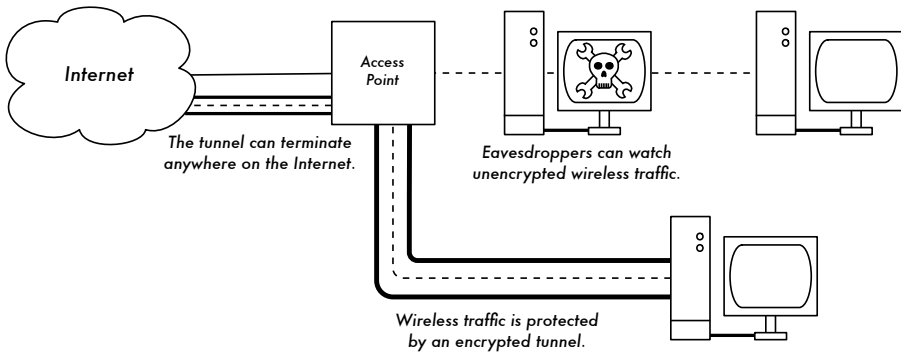 Internet
Access
Point
The tunnel can terminate
anywhere on the Internet.
Eavesdroppers can watch
unencrypted wireless traffic.
Wireless traffic is protected
by an encrypted tunnel.